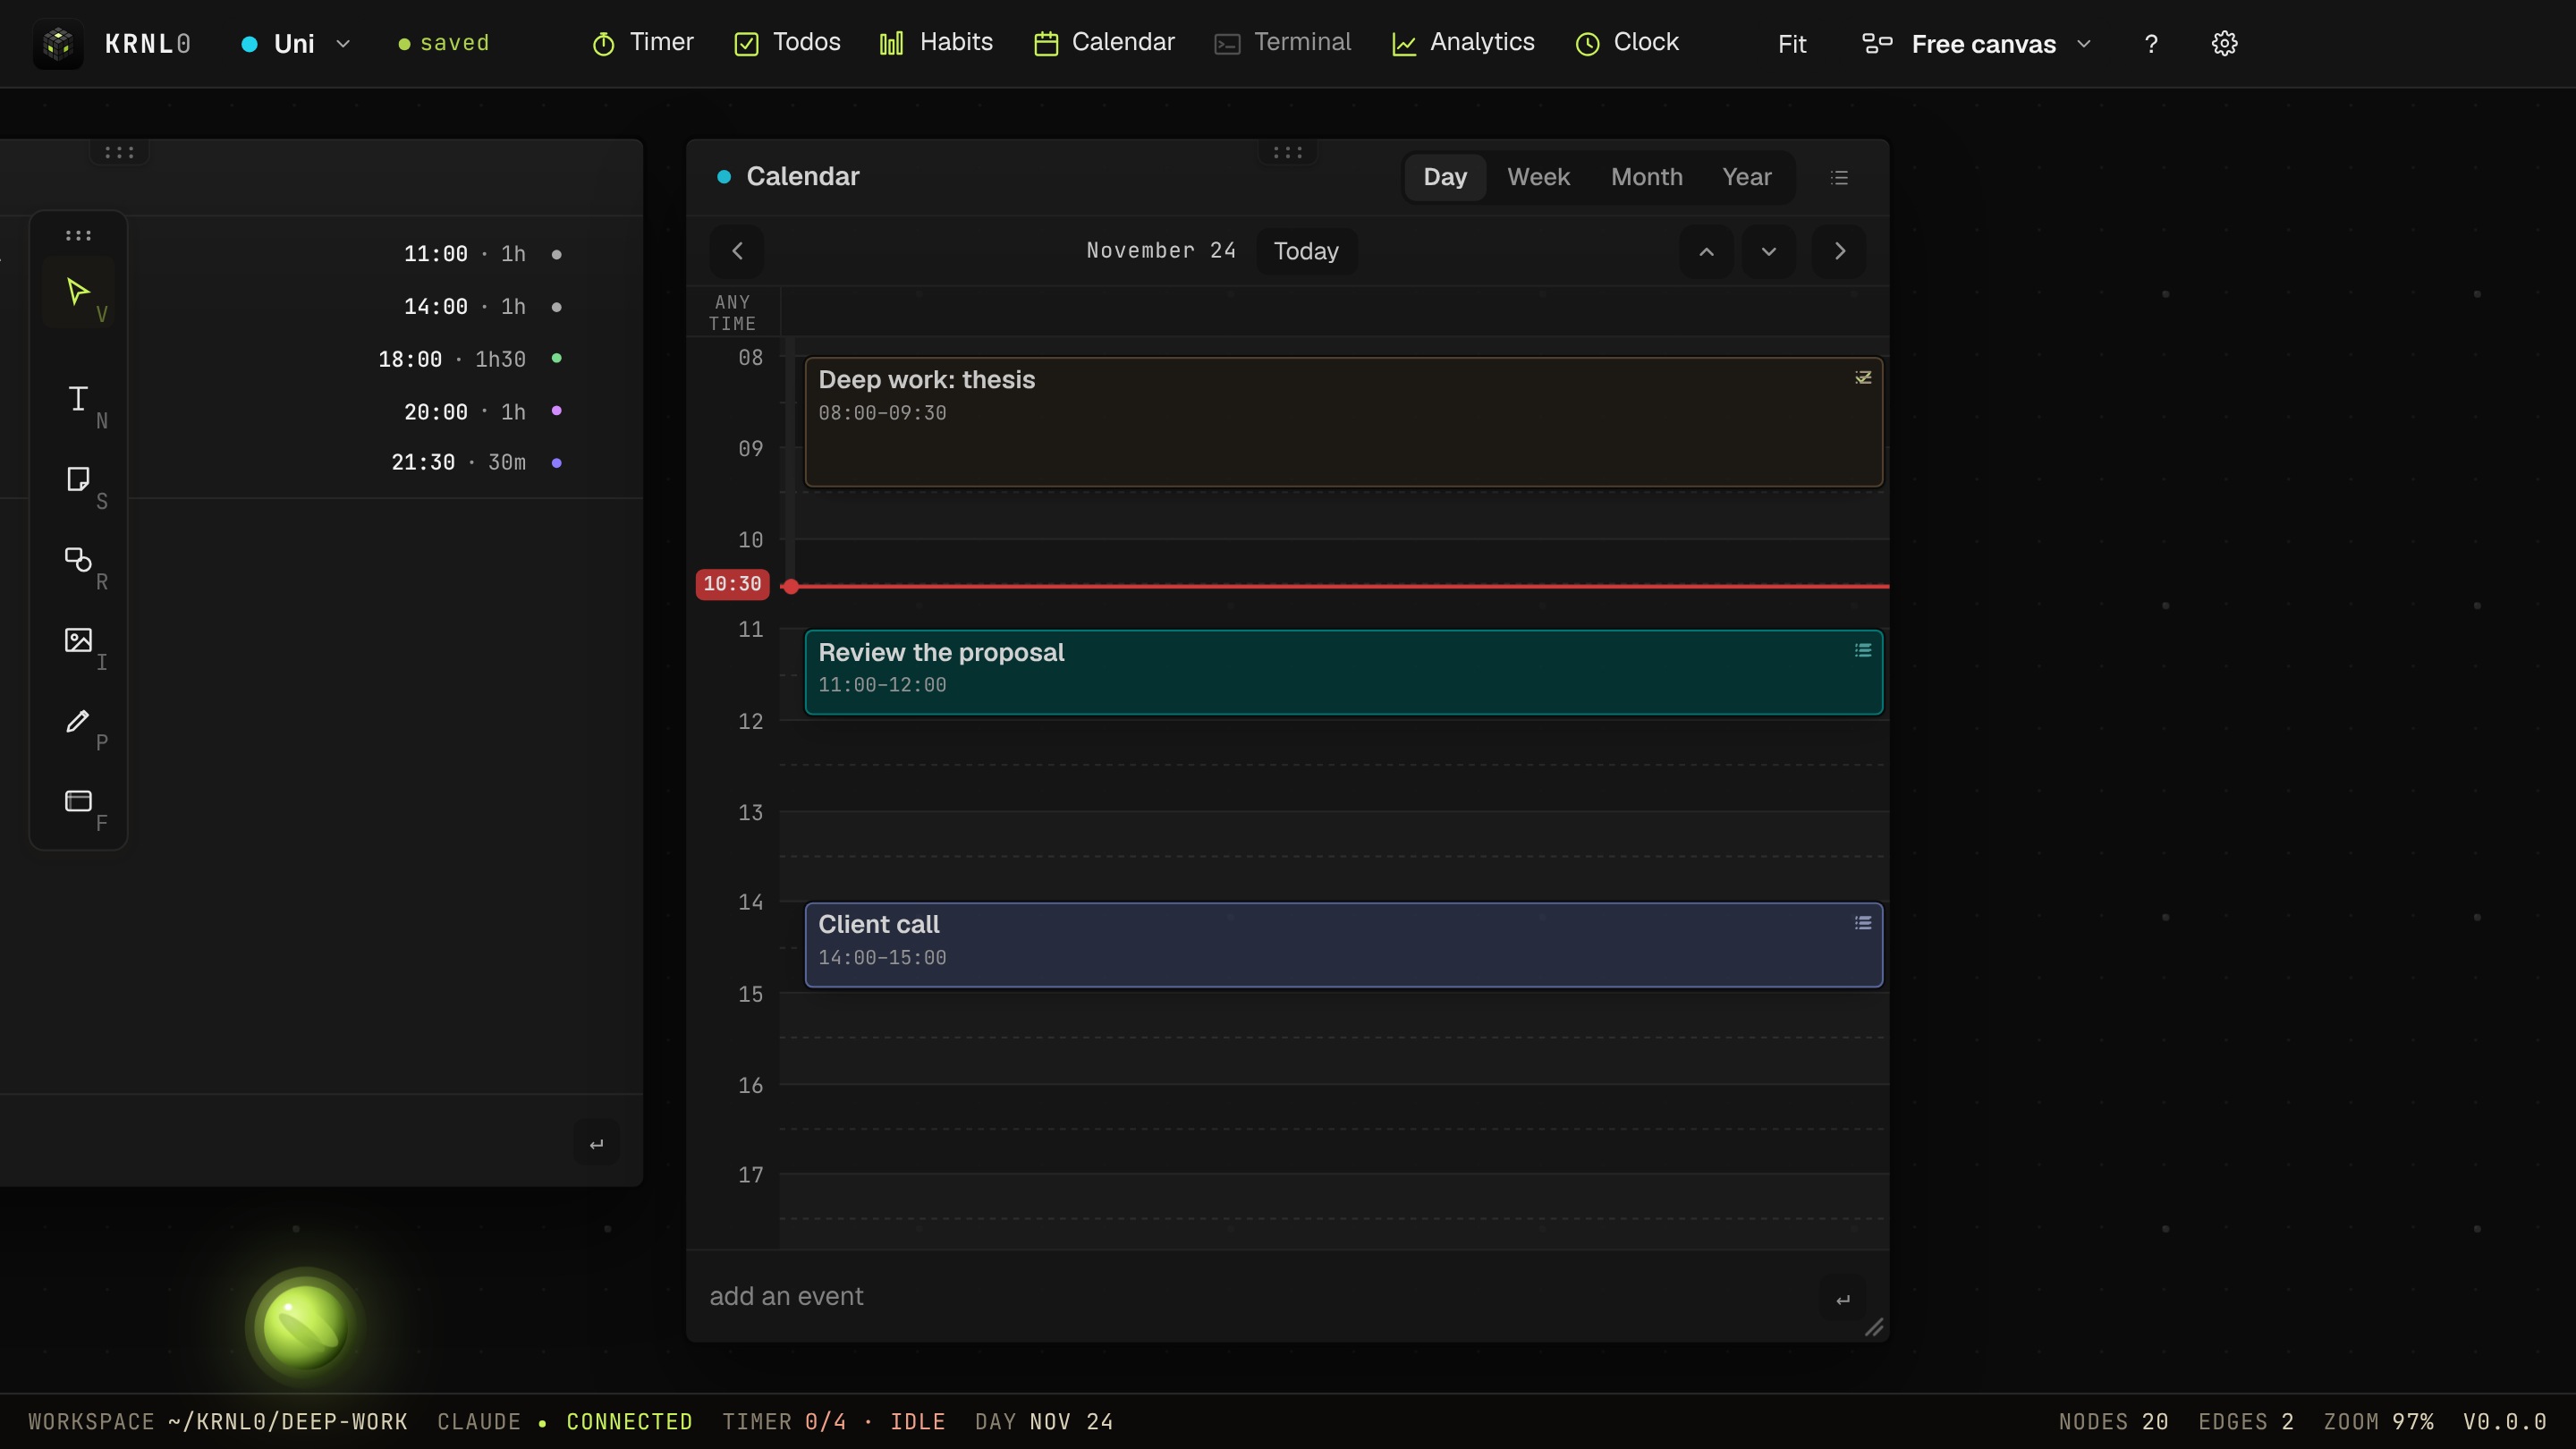 KRNL0 Uni saved Timer Todos Habits Calendar Terminal Analytics Clock Fit Free canvas ?
11:00 · 1h
14:00 · 1h
18:00 · 1h30
20:00 · 1h
21:30 · 30m
V
N
S
R
I
P
F
Calendar Day Week Month Year
November 24 Today
ANY
TIME
08
Deep work: thesis
08:00–09:30
09
10
10:30
11
Review the proposal
11:00–12:00
12
13
14
Client call
14:00–15:00
15
16
17
add an event
WORKSPACE ~/KRNL0/DEEP-WORK CLAUDE • CONNECTED TIMER 0/4 · IDLE DAY NOV 24 NODES 20 EDGES 2 ZOOM 97% V0.0.0